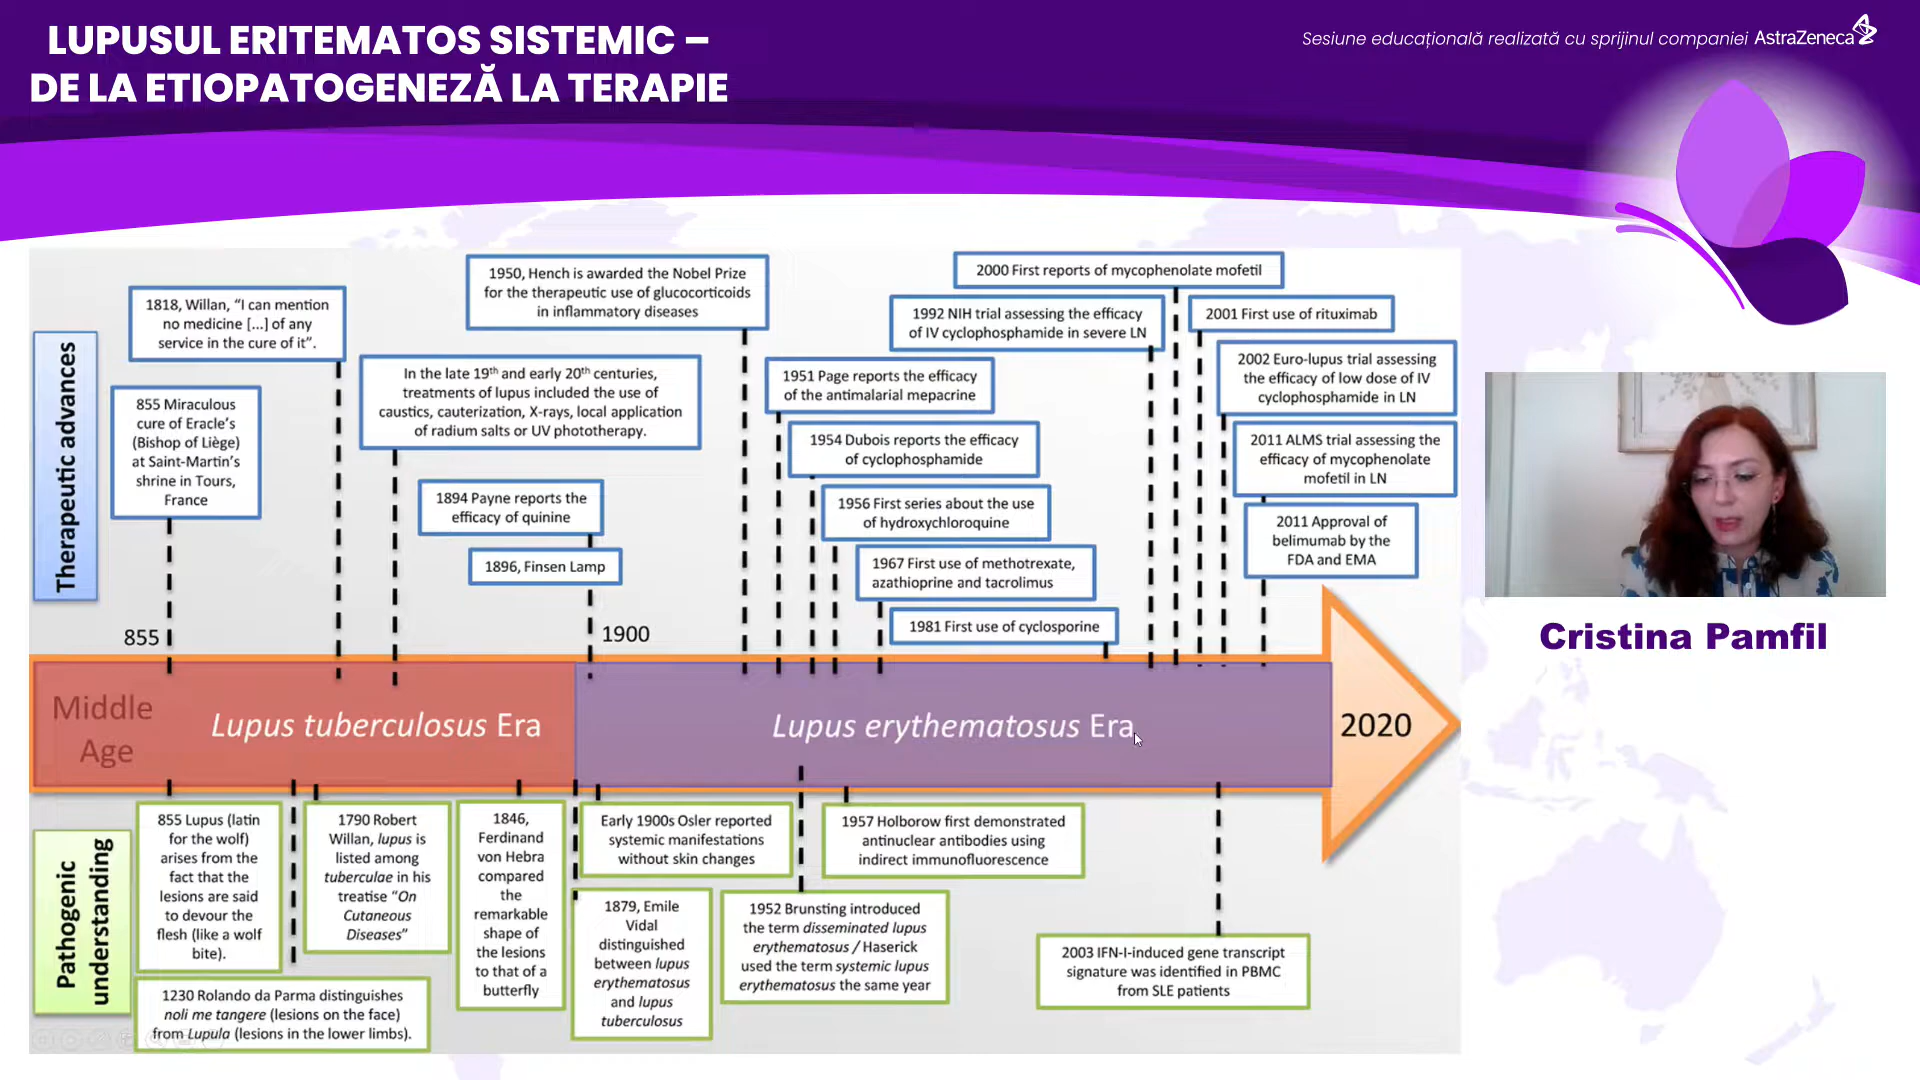 LUPUSUL ERITEMATOS SISTEMIC –
DE LA ETIOPATOGENEZĂ LA TERAPIE
Sesiune educațională realizată cu sprijinul companiei AstraZeneca
Therapeutic advances
855 Miraculous
cure of Eracle's
(Bishop of Liège)
at Saint-Martin's
shrine in Tours,
France
1818, Willan, “I can mention
no medicine [...] of any
service in the cure of it”.
In the late 19th and early 20th centuries,
treatments of lupus included the use of
caustics, cauterization, X-rays, local application
of radium salts or UV phototherapy.
1894 Payne reports the
efficacy of quinine
1896, Finsen Lamp
1950, Hench is awarded the Nobel Prize
for the therapeutic use of glucocorticoids
in inflammatory diseases
1951 Page reports the efficacy
of the antimalarial mepacrine
1954 Dubois reports the efficacy
of cyclophosphamide
1956 First series about the use
of hydroxychloroquine
1967 First use of methotrexate,
azathioprine and tacrolimus
1981 First use of cyclosporine
1992 NIH trial assessing the efficacy
of IV cyclophosphamide in severe LN
2000 First reports of mycophenolate mofetil
2001 First use of rituximab
2002 Euro-lupus trial assessing
the efficacy of low dose of IV
cyclophosphamide in LN
2011 ALMS trial assessing the
efficacy of mycophenolate
mofetil in LN
2011 Approval of
belimumab by the
FDA and EMA
855
1900
Middle
Age
Lupus tuberculosus Era
Lupus erythematosus Era
2020
Pathogenic
understanding
855 Lupus (latin
for the wolf)
arises from the
fact that the
lesions are said
to devour the
flesh (like a wolf
bite).
1230 Rolando da Parma distinguishes
noli me tangere (lesions on the face)
from Lupula (lesions in the lower limbs).
1790 Robert
Willan, lupus is
listed among
tuberculae in his
treatise “On
Cutaneous
Diseases”
1846,
Ferdinand
von Hebra
compared
the
remarkable
shape of
the lesions
to that of a
butterfly
1879, Emile
Vidal
distinguished
between lupus
erythematosus
and lupus
tuberculosus
Early 1900s Osler reported
systemic manifestations
without skin changes
1952 Brunsting introduced
the term disseminated lupus
erythematosus / Haserick
used the term systemic lupus
erythematosus the same year
1957 Holborow first demonstrated
antinuclear antibodies using
indirect immunofluorescence
2003 IFN-I-induced gene transcript
signature was identified in PBMC
from SLE patients
Cristina Pamfil